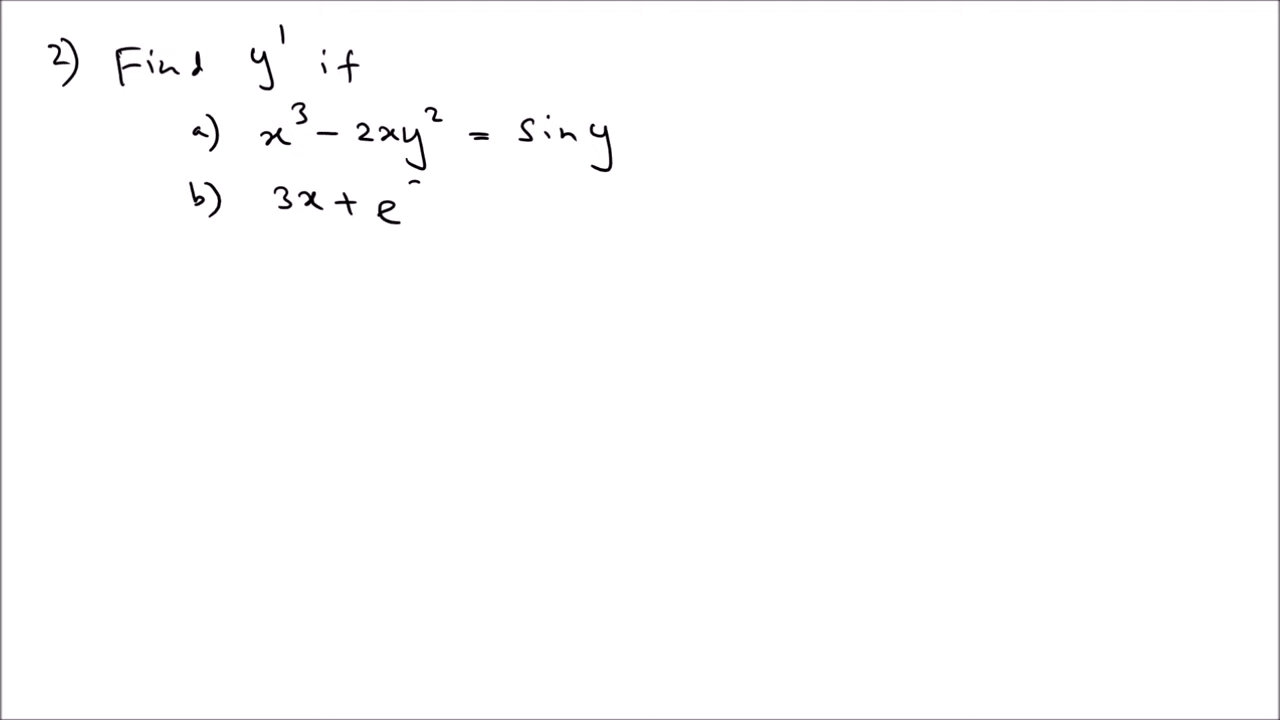 2) Find y' if
a) x³ - 2xy² = sin y
b) 3x + e